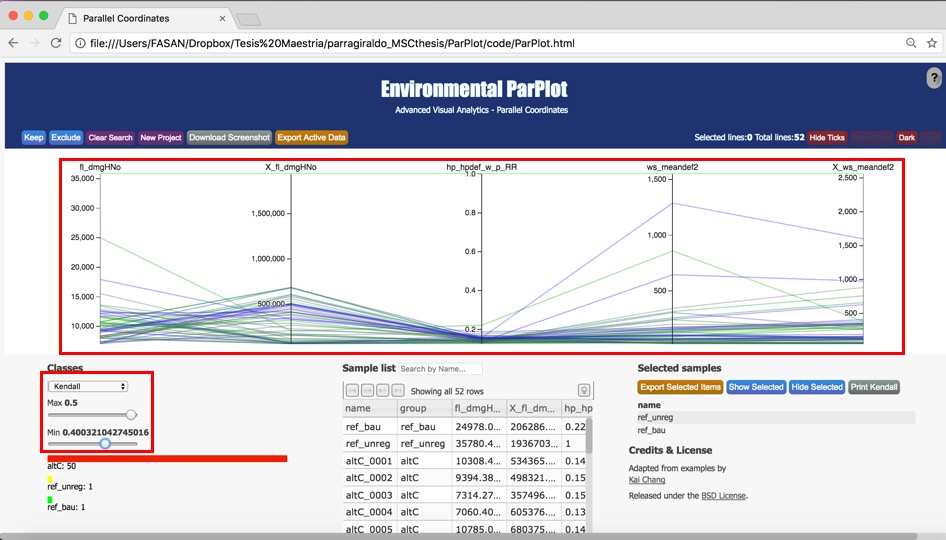 Parallel Coordinates
file:///Users/FASAN/Dropbox/Tesis%20Maestria/parragiraldo_MSCthesis/ParPlot/code/ParPlot.html
Environmental ParPlot
?
Advanced Visual Analytics - Parallel Coordinates
Keep Exclude Clear Search New Project Download Screenshot Export Active Data Selected lines:0 Total lines:52 Hide Ticks Dark
fl_dmgHNo X_fl_dmgHNo hp_hpdef_w_p_RR ws_meandef2 X_ws_meandef2
35,000 1.0 1,500 2,500
30,000 1,500,000 0.8 2,000
25,000 1,000 1,500
20,000 1,000,000 0.6
15,000 500,000 0.4 500 1,000
10,000 0.2 500
Classes Sample list Search by Name... Selected samples
Kendall Export Selected Items Show Selected Hide Selected Print Kendall
Max 0.5 Showing all 52 rows
name group fl_dmgH... X_fl_dm... hp_hp name
Min 0.400321042745016 ref_bau ref_bau 24978.0... 206286.... 0.22 ref_unreg
ref_unreg ref_unreg 35780.4... 1936703... 1 ref_bau
altC: 50 altC_0001 altC 10308.4... 534365.... 0.14 Credits & License
ref_unreg: 1 altC_0002 altC 9394.38... 498321.... 0.15 Adapted from examples by
Kai Chang
ref_bau: 1 altC_0003 altC 7314.27... 357496.... 0.15 Released under the BSD License.
altC_0004 altC 7060.40... 605376.... 0.13
altC_0005 altC 10785.0... 680375.... 0.14